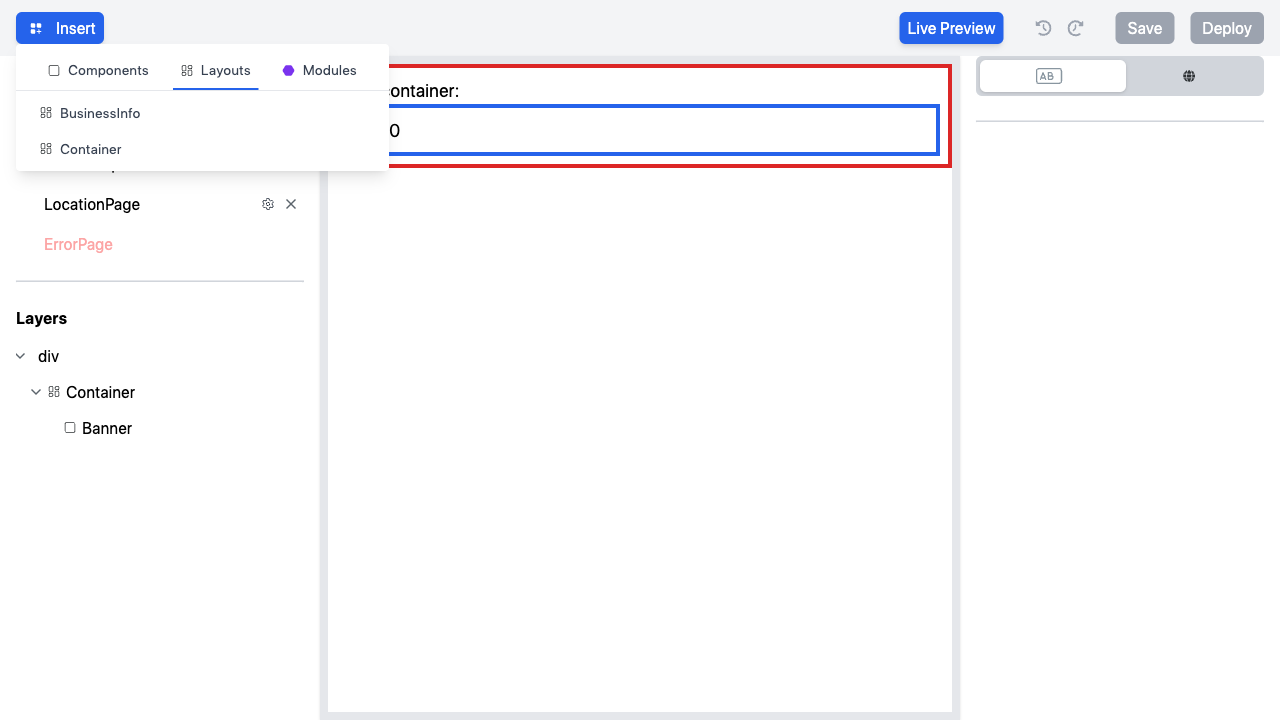 Insert
Live Preview
Save
Deploy
Components
Layouts
Modules
BusinessInfo
Container
AB
ontainer:
0
LocationPage
ErrorPage
Layers
div
Container
Banner